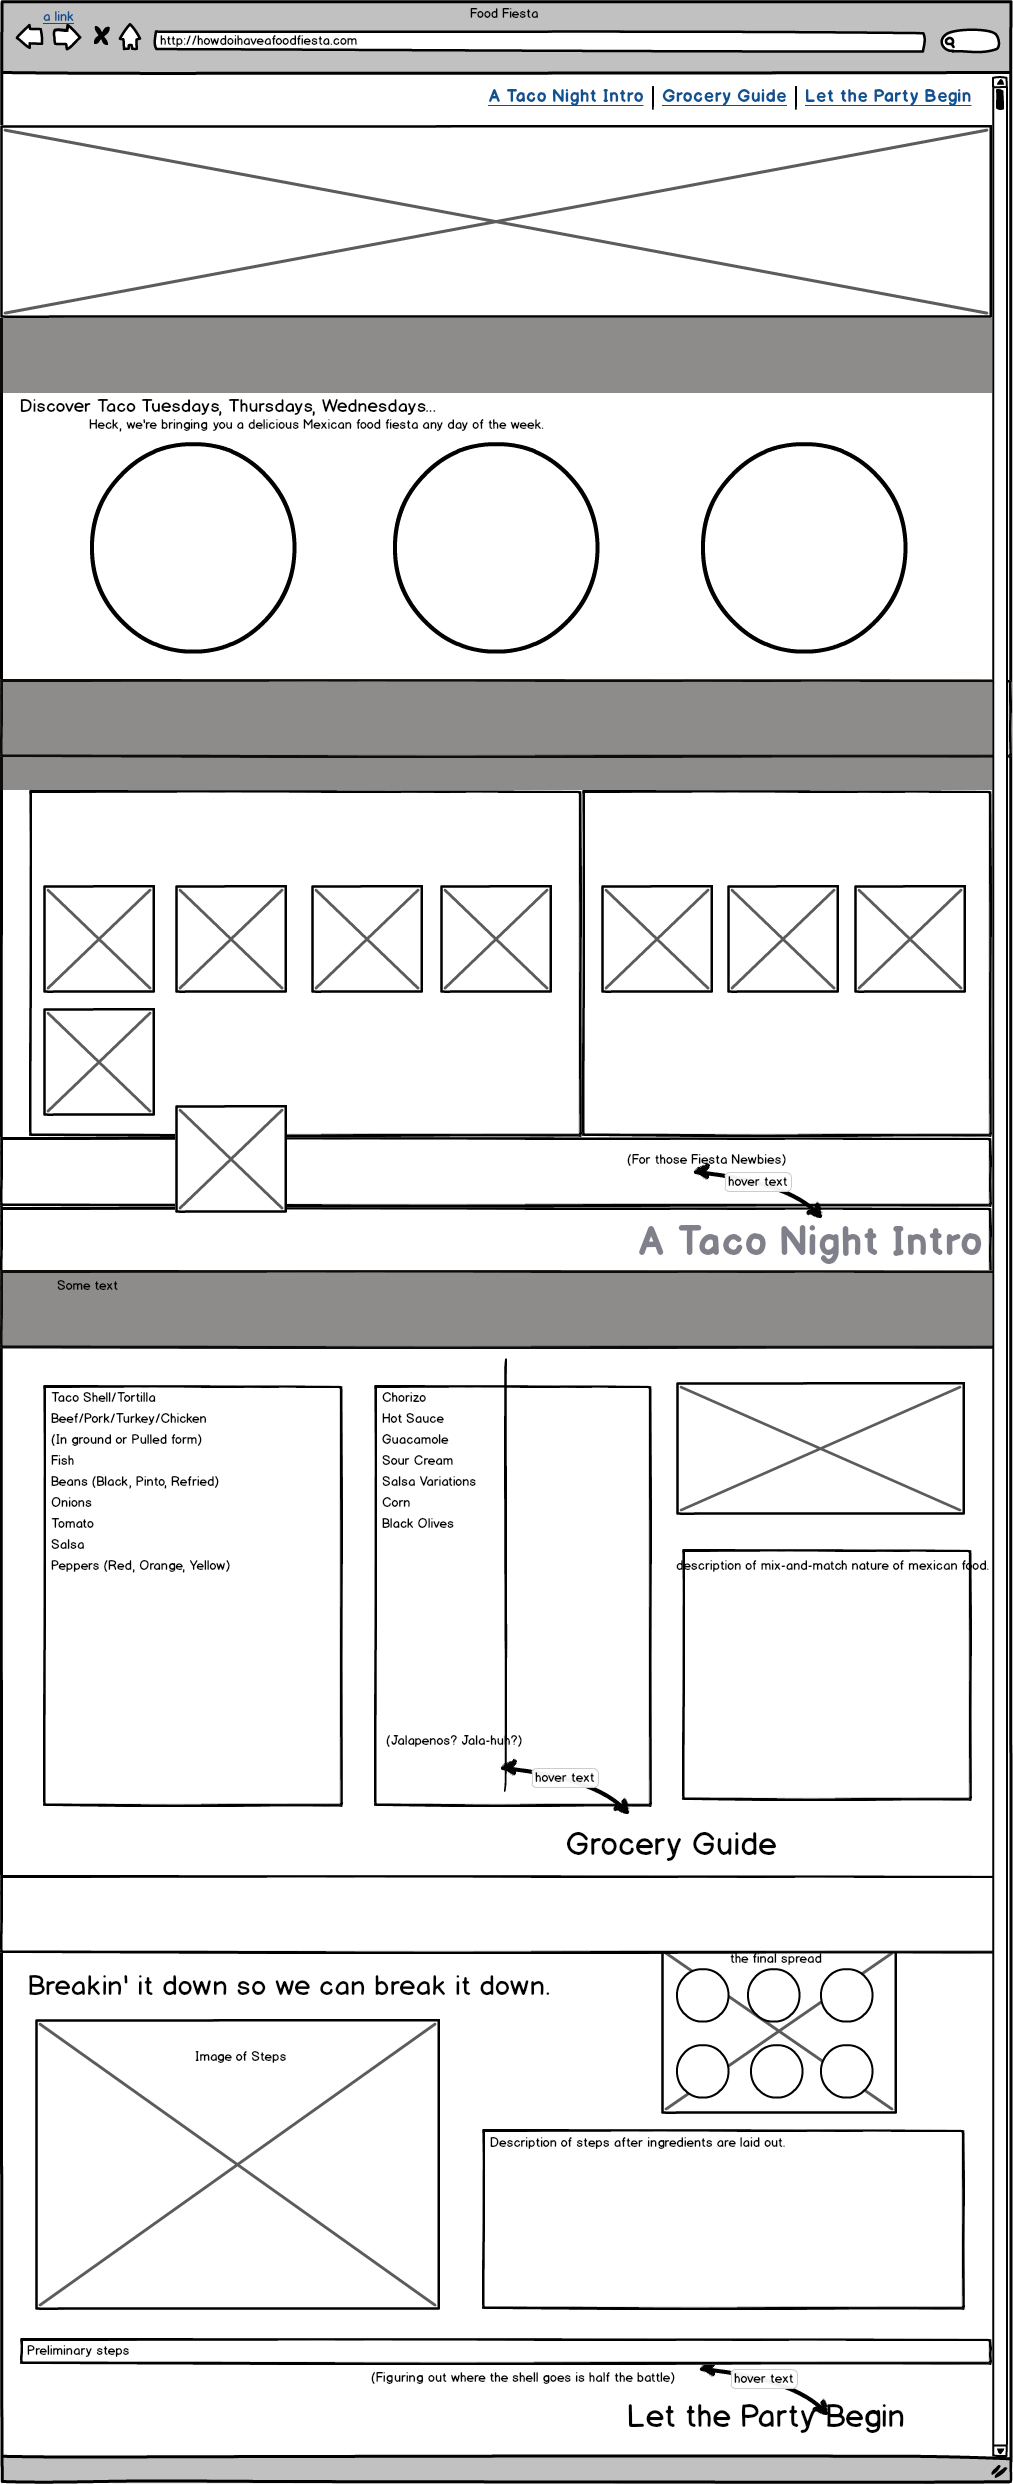 Food Fiesta
a link
http://howdoihaveafoodfiesta.com
A Taco Night Intro | Grocery Guide | Let the Party Begin
Discover Taco Tuesdays, Thursdays, Wednesdays...
Heck, we're bringing you a delicious Mexican food fiesta any day of the week.
(For those Fiesta Newbies)
hover text
A Taco Night Intro
Some text
Taco Shell/Tortilla
Beef/Pork/Turkey/Chicken
(In ground or Pulled form)
Fish
Beans (Black, Pinto, Refried)
Onions
Tomato
Salsa
Peppers (Red, Orange, Yellow)
Chorizo
Hot Sauce
Guacamole
Sour Cream
Salsa Variations
Corn
Black Olives
description of mix-and-match nature of mexican food.
(Jalapenos? Jala-huh?)
hover text
Grocery Guide
the final spread
Breakin' it down so we can break it down.
Image of Steps
Description of steps after ingredients are laid out.
Preliminary steps
(Figuring out where the shell goes is half the battle)
hover text
Let the Party Begin